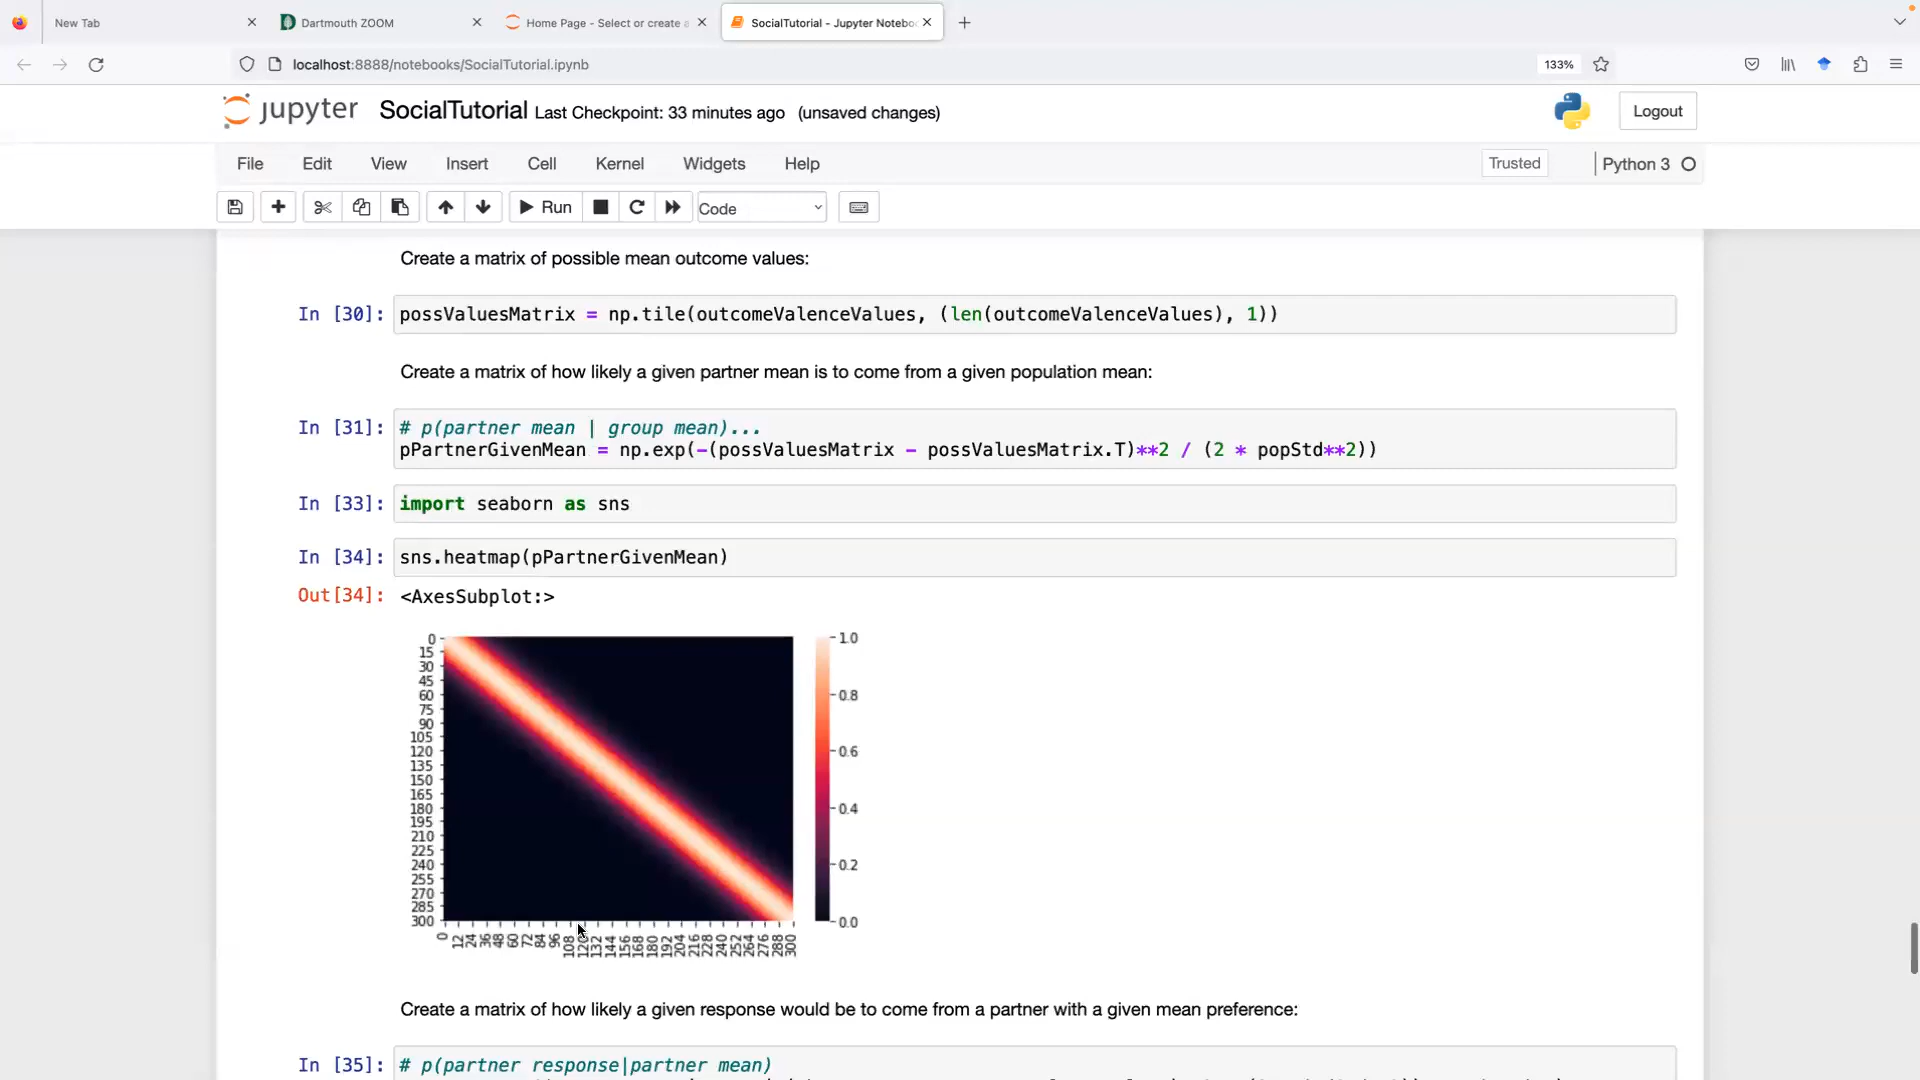 New Tab
Dartmouth ZOOM
Home Page - Select or create a
SocialTutorial - Jupyter Notebo
localhost:8888/notebooks/SocialTutorial.ipynb
133%
jupyter SocialTutorial Last Checkpoint: 33 minutes ago (unsaved changes)
Logout
File Edit View Insert Cell Kernel Widgets Help
Trusted
Python 3
Run
Code
Create a matrix of possible mean outcome values:
In [30]: possValuesMatrix = np.tile(outcomeValenceValues, (len(outcomeValenceValues), 1))
Create a matrix of how likely a given partner mean is to come from a given population mean:
In [31]: # p(partner mean | group mean)...
pPartnerGivenMean = np.exp(-(possValuesMatrix - possValuesMatrix.T)**2 / (2 * popStd**2))
In [33]: import seaborn as sns
In [34]: sns.heatmap(pPartnerGivenMean)
Out[34]: <AxesSubplot:>
0
15
30
45
60
75
90
105
120
135
150
165
180
195
210
225
240
255
270
285
300
0 12 24 36 48 60 72 84 96 108 120 132 144 156 168 180 192 204 216 228 240 252 264 276 288 300
1.0
0.8
0.6
0.4
0.2
0.0
Create a matrix of how likely a given response would be to come from a partner with a given mean preference:
In [35]: # p(partner response|partner mean)